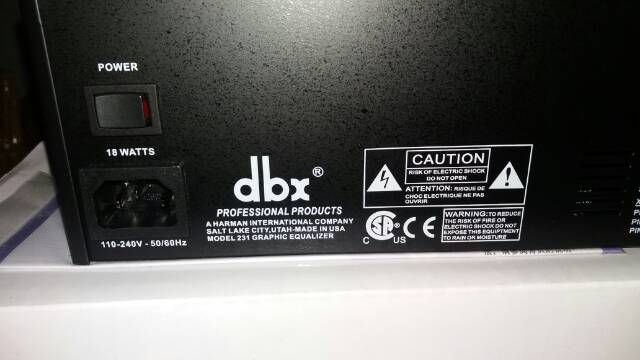 POWER
18 WATTS
110-240V - 50/60Hz
dbx®
PROFESSIONAL PRODUCTS
A HARMAN INTERNATIONAL COMPANY
SALT LAKE CITY,UTAH-MADE IN USA
MODEL 231 GRAPHIC EQUALIZER
CAUTION
RISK OF ELECTRIC SHOCK
DO NOT OPEN
ATTENTION: RISQUE DE
CHOC ELECTRIQUE NE PAS
OUVRIR
C US
CE
WARNING:TO REDUCE
THE RISK OF FIRE OR
ELECTRIC SHOCK DO NOT
EXPOSE THIS EQUIPTMENT
TO RAIN OR MOISTURE